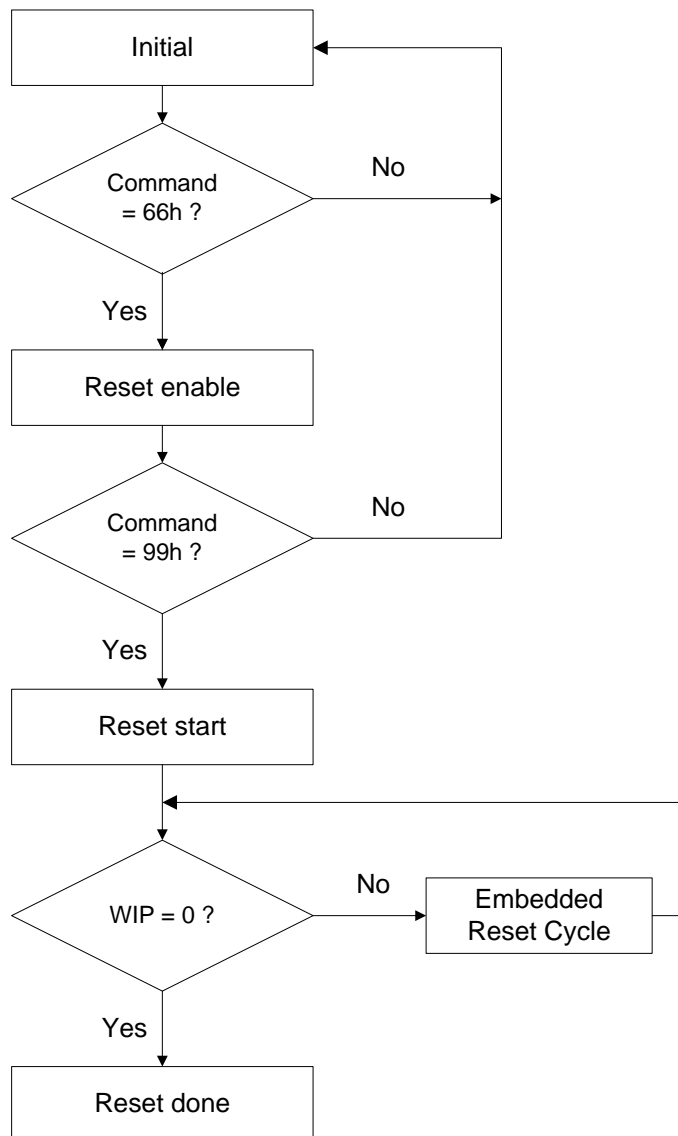 Initial
Command
= 66h ?
No
Yes
Reset enable
Command
= 99h ?
No
Yes
Reset start
WIP = 0 ?
No
Embedded
Reset Cycle
Yes
Reset done